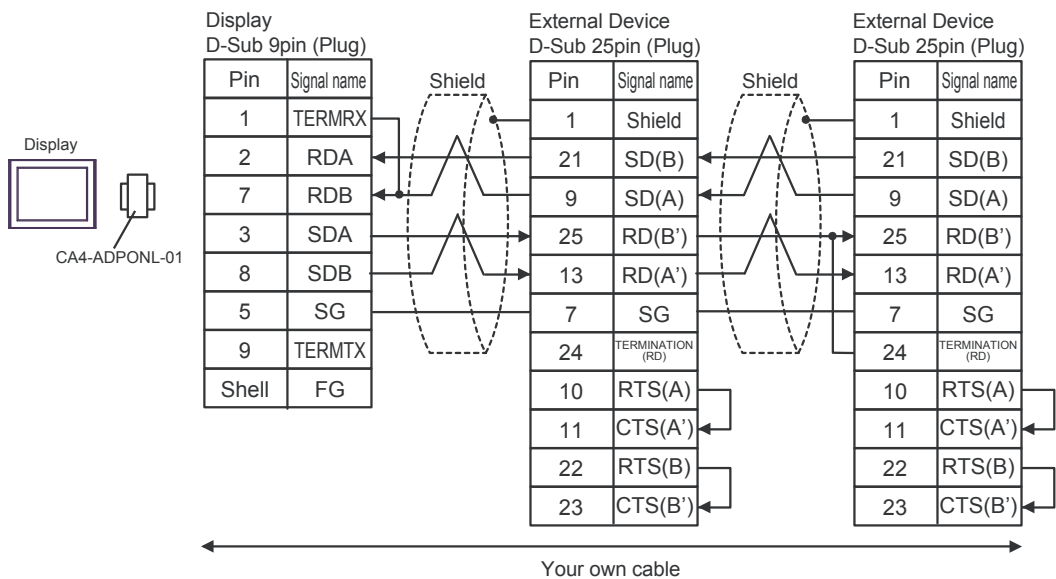 Display
CA4-ADPONL-01
Display
D-Sub 9pin (Plug)
Pin Signal name
1 TERMRX
2 RDA
7 RDB
3 SDA
8 SDB
5 SG
9 TERMTX
Shell FG
Shield
External Device
D-Sub 25pin (Plug)
Pin Signal name
1 Shield
21 SD(B)
9 SD(A)
25 RD(B')
13 RD(A')
7 SG
24 TERMINATION (RD)
10 RTS(A)
11 CTS(A')
22 RTS(B)
23 CTS(B')
Shield
External Device
D-Sub 25pin (Plug)
Pin Signal name
1 Shield
21 SD(B)
9 SD(A)
25 RD(B')
13 RD(A')
7 SG
24 TERMINATION (RD)
10 RTS(A)
11 CTS(A')
22 RTS(B)
23 CTS(B')
Your own cable